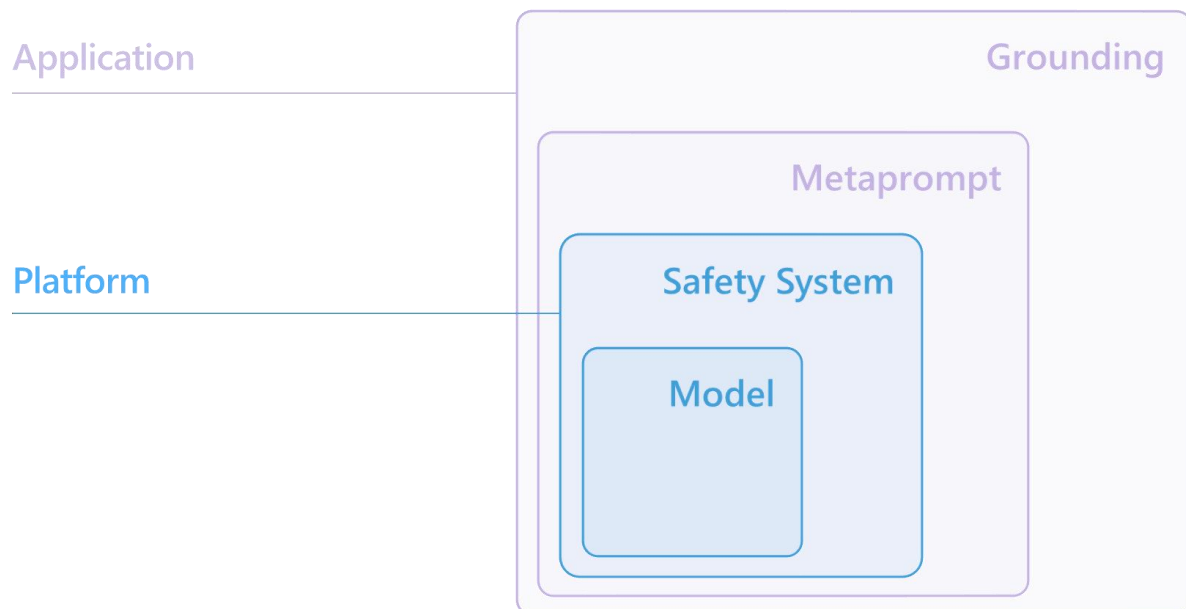 Application
Grounding
Metaprompt
Platform
Safety System
Model